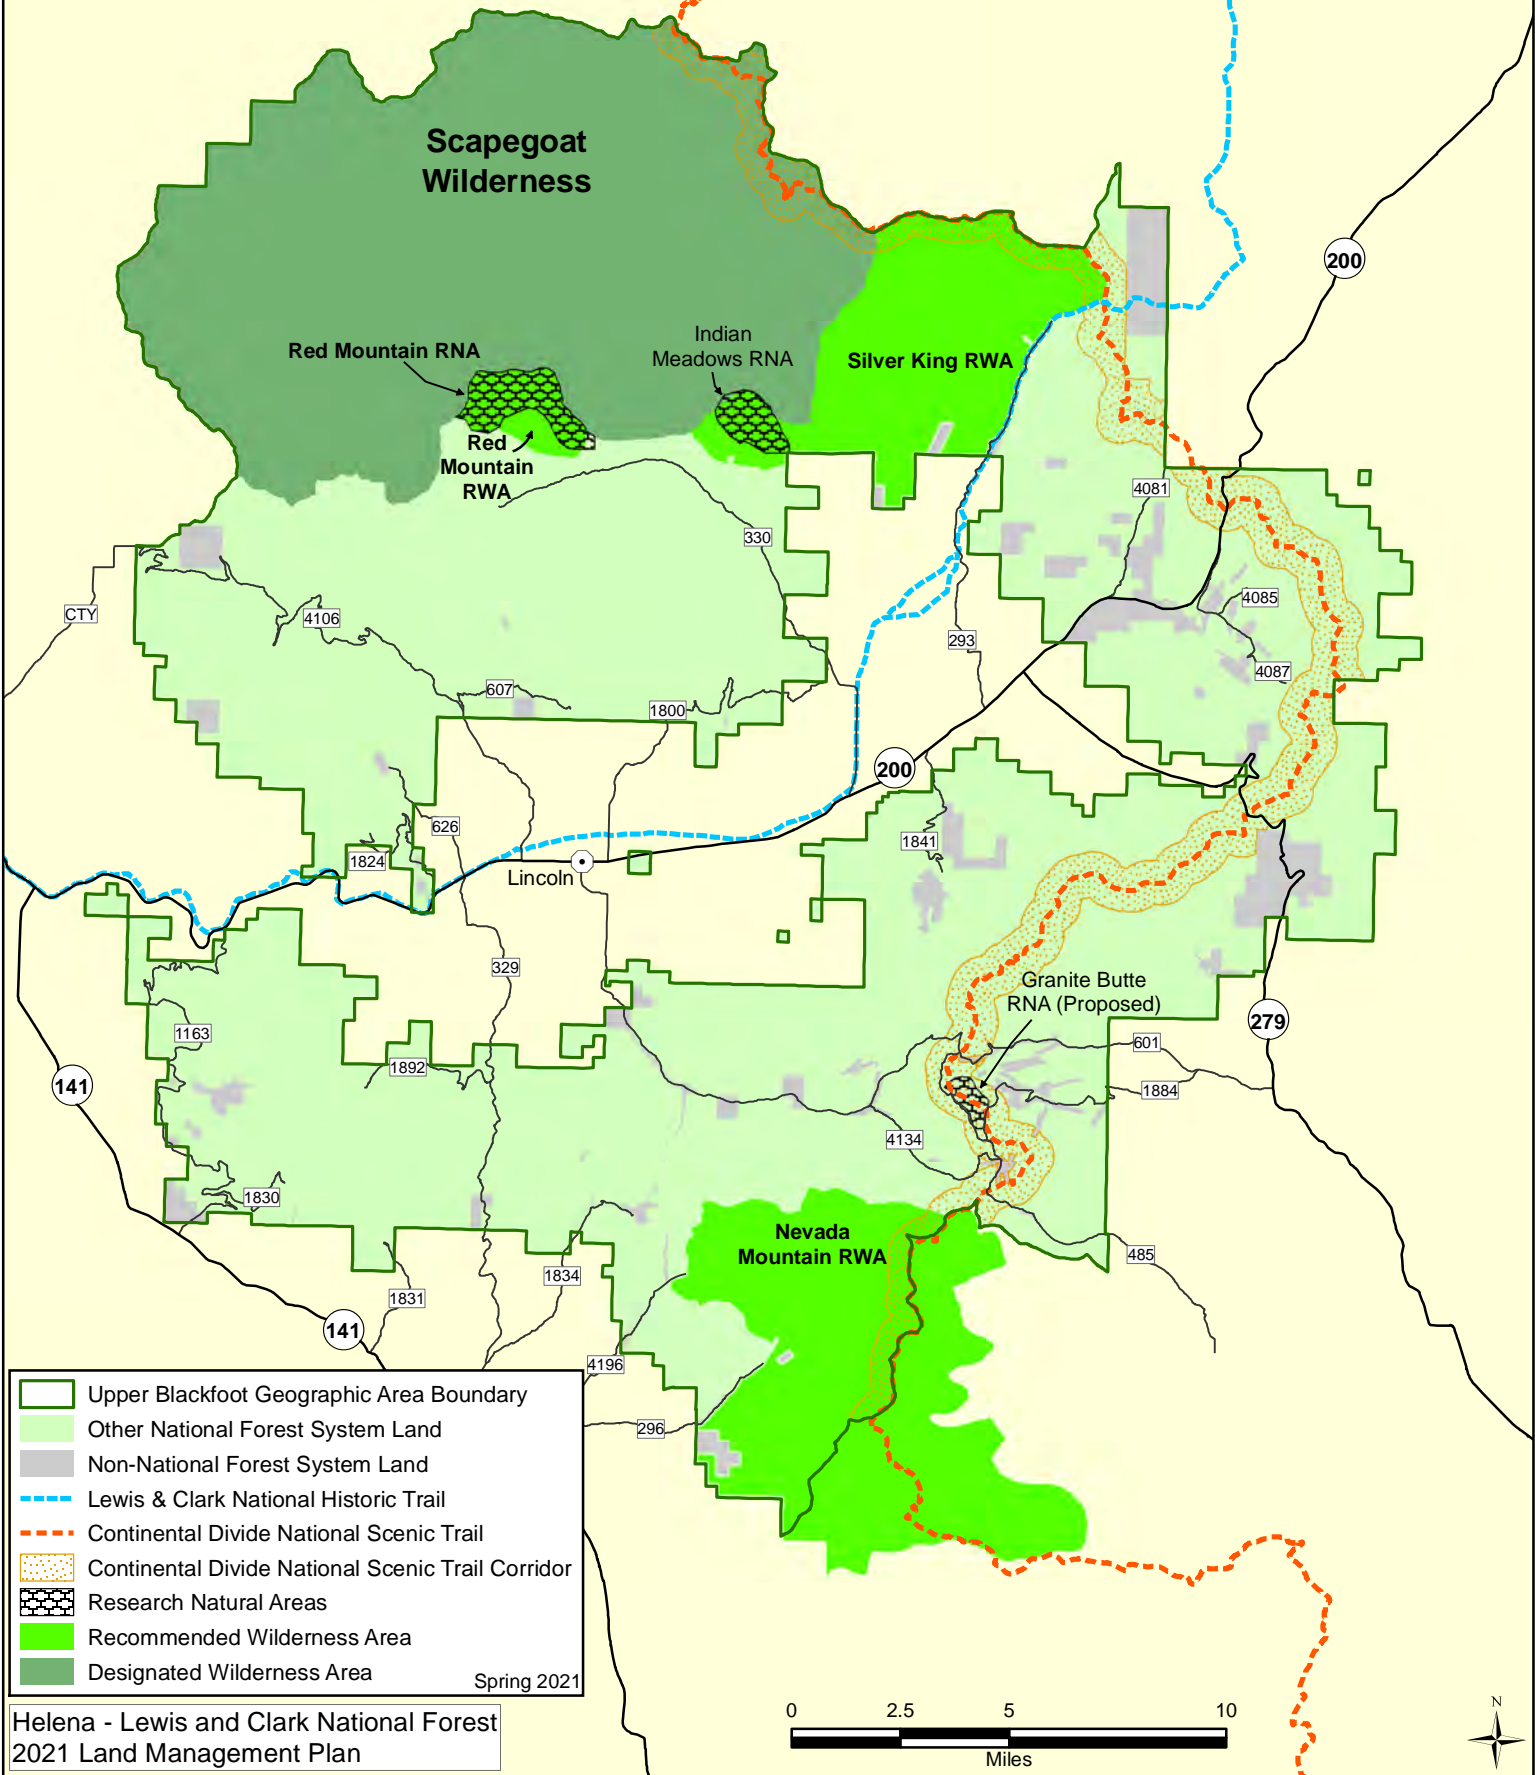 Scapegoat
Wilderness
200
Red Mountain RNA
Indian
Meadows RNA
Silver King RWA
Red
Mountain
RWA
4081
330
4085
CTY
4106
293
4087
607
1800
200
626
1841
1824
Lincoln
329
Granite Butte
RNA (Proposed)
279
1163
601
1892
141
1884
4134
1830
Nevada
Mountain RWA
485
1834
1831
141
4196
296
Upper Blackfoot Geographic Area Boundary
Other National Forest System Land
Non-National Forest System Land
Lewis & Clark National Historic Trail
Continental Divide National Scenic Trail
Continental Divide National Scenic Trail Corridor
Research Natural Areas
Recommended Wilderness Area
Designated Wilderness Area
Spring 2021
Helena - Lewis and Clark National Forest
2021 Land Management Plan
0 2.5 5 10
Miles
N